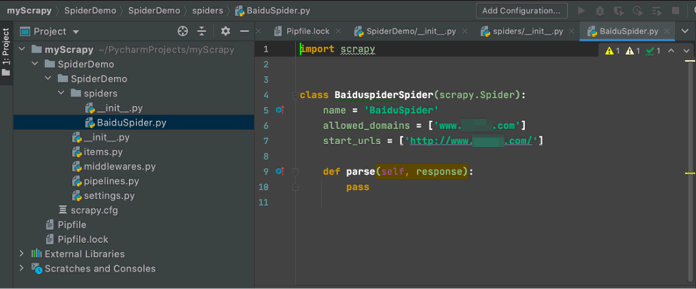 myScrapy SpiderDemo SpiderDemo spiders BaiduSpider.py Add Configuration...
Project Pipfile.lock SpiderDemo/__init__.py spiders/__init__.py BaiduSpider.py
1: Project
myScrapy ~/PycharmProjects/myScrapy
SpiderDemo
SpiderDemo
spiders
__init__.py
BaiduSpider.py
__init__.py
items.py
middlewares.py
pipelines.py
settings.py
scrapy.cfg
Pipfile
Pipfile.lock
External Libraries
Scratches and Consoles
1 import scrapy
2
3
4 class BaiduspiderSpider(scrapy.Spider):
5 name = 'BaiduSpider'
6 allowed_domains = ['www. .com']
7 start_urls = ['http://www. .com/']
8
9 def parse(self, response):
10 pass
11
1 1 1